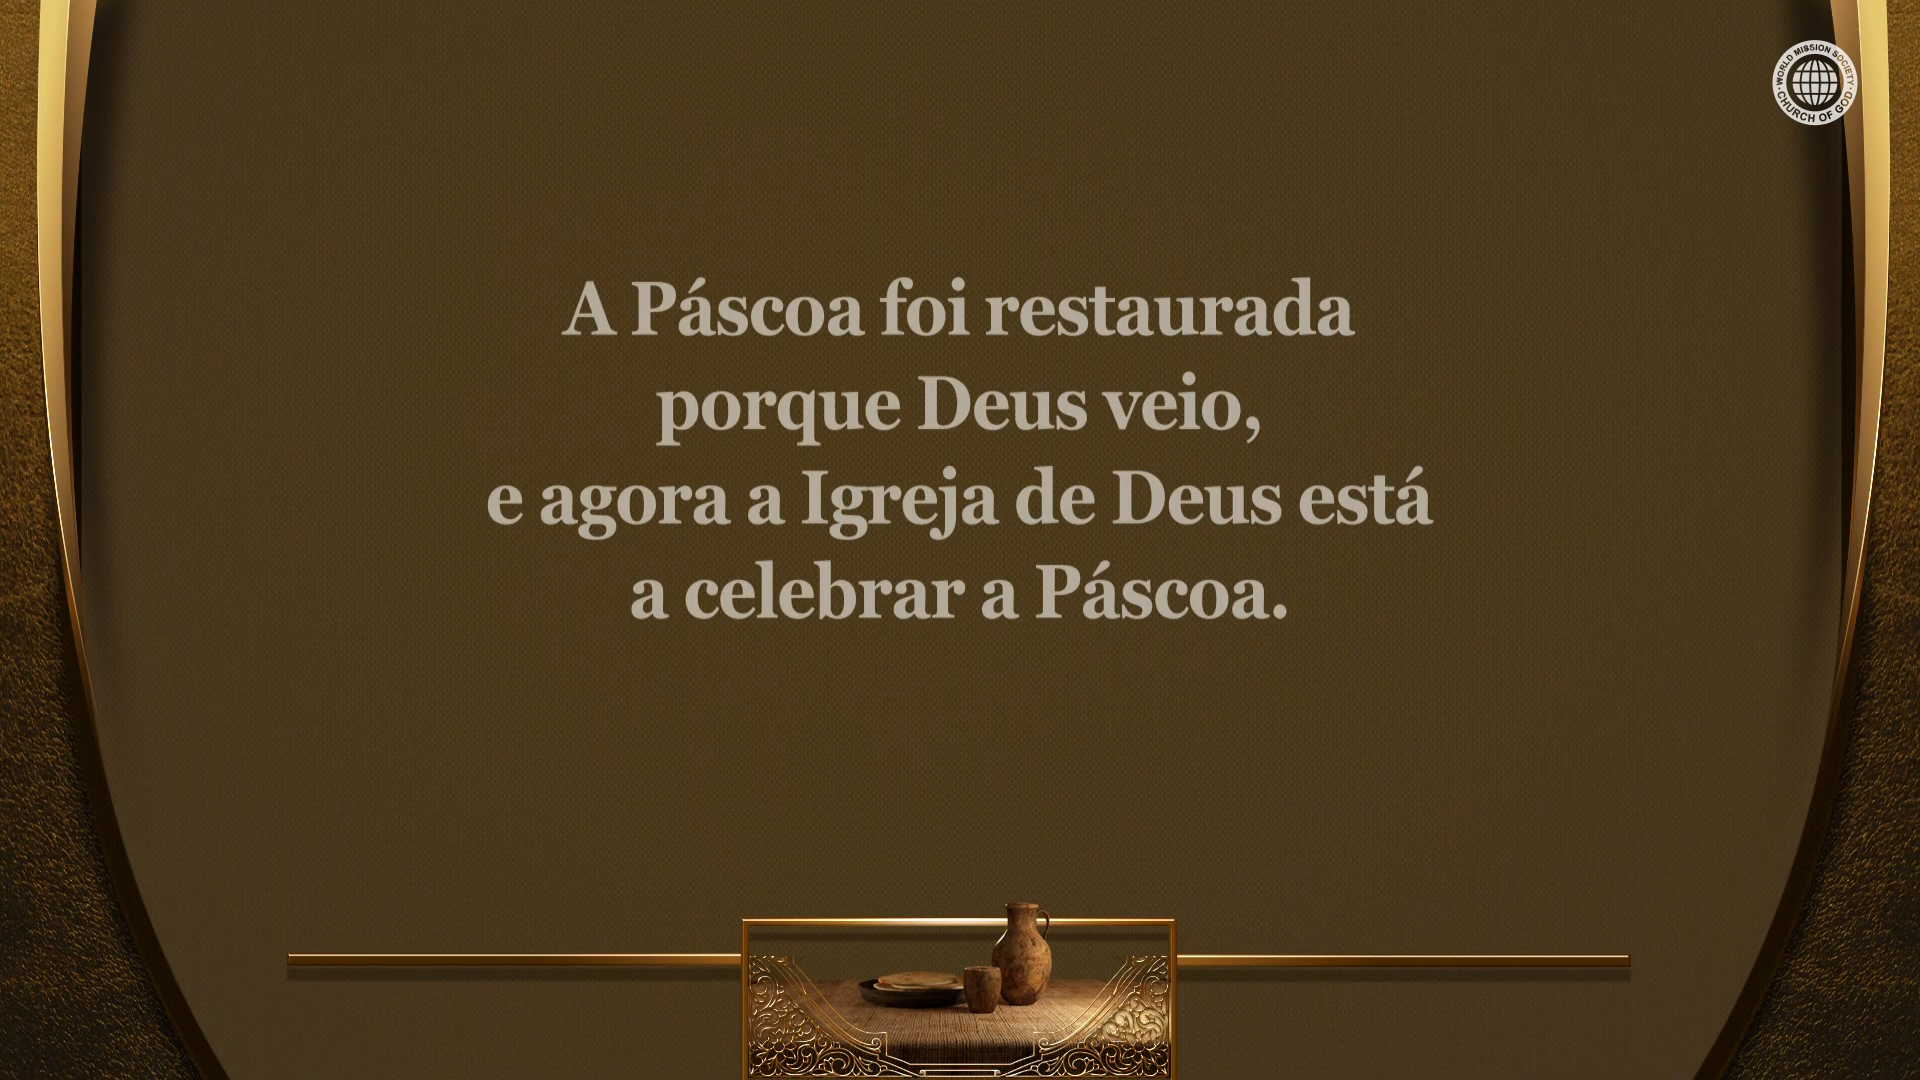 WORLD MISSION SOCIETY
CHURCH OF GOD
A Páscoa foi restaurada
porque Deus veio,
e agora a Igreja de Deus está
a celebrar a Páscoa.